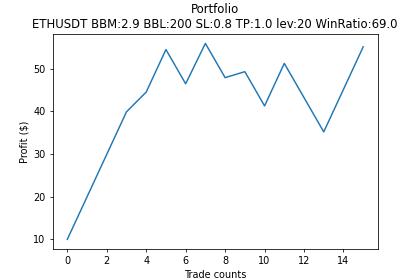 Portfolio
ETHUSDT BBM:2.9 BBL:200 SL:0.8 TP:1.0 lev:20 WinRatio:69.0
Profit ($)
50
40
30
20
10
0 2 4 6 8 10 12 14
Trade counts